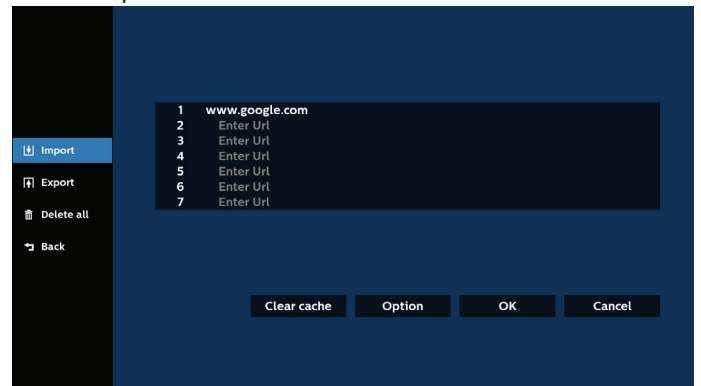 1 www.google.com
2 Enter Url
3 Enter Url
4 Enter Url
5 Enter Url
6 Enter Url
7 Enter Url
Import
Export
Delete all
Back
Clear cache Option OK Cancel